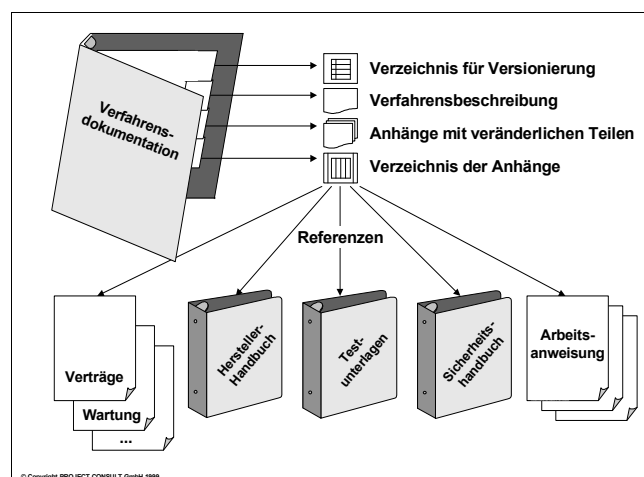 Verfahrens-
dokumentation
Verzeichnis für Versionierung
Verfahrensbeschreibung
Anhänge mit veränderlichen Teilen
Verzeichnis der Anhänge
Referenzen
Verträge
Wartung
...
Hersteller-
Handbuch
Test-
unterlagen
Sicherheits-
handbuch
Arbeits-
anweisung
© Copyright PROJECT CONSULT GmbH 1999